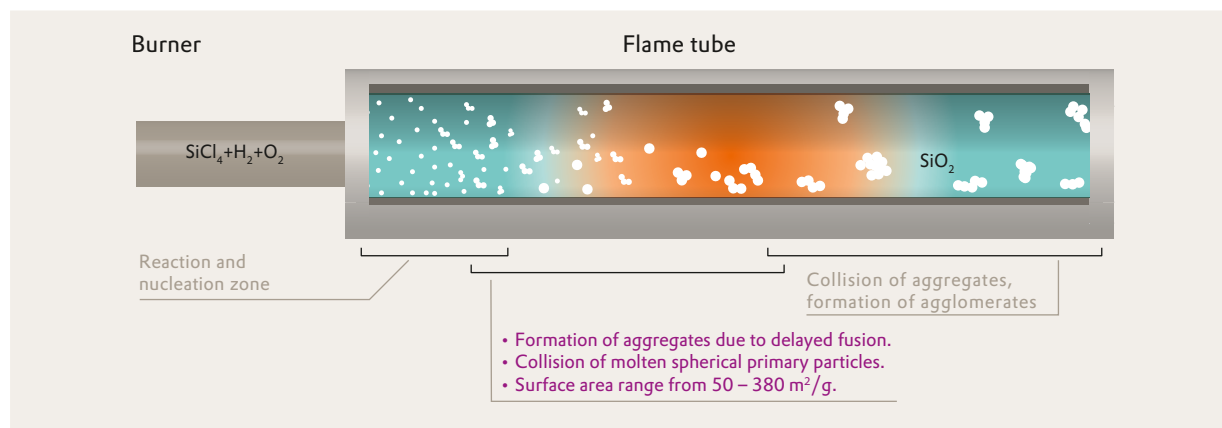 Burner
Flame tube
SiCl₄+H₂+O₂
SiO₂
Reaction and
nucleation zone
Collision of aggregates,
formation of agglomerates
• Formation of aggregates due to delayed fusion.
• Collision of molten spherical primary particles.
• Surface area range from 50 – 380 m²/g.